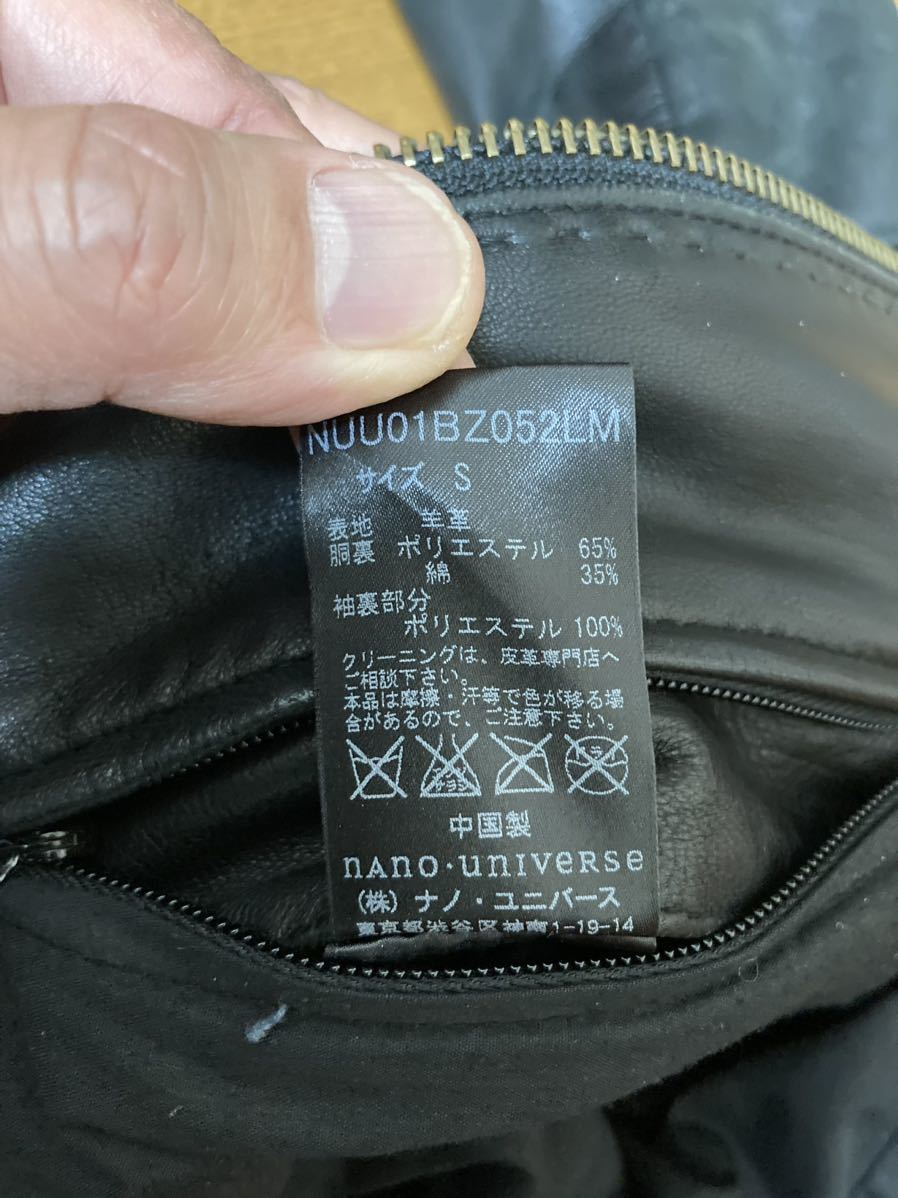 NUU01BZ052LM
サイズ S
表地 羊革
胴裏 ポリエステル 65%
綿 35%
袖裏部分
ポリエステル 100%
クリーニングは、皮革専門店へ
ご相談下さい。
本品は摩擦・汗等で色が移る場
合があるので、ご注意下さい。
中国製
nAno・universe
(株) ナノ・ユニバース
東京都渋谷区神南1-19-14